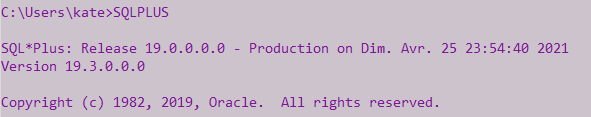 C:\Users\kate>SQLPLUS
SQL*Plus: Release 19.0.0.0.0 - Production on Dim. Avr. 25 23:54:40 2021
Version 19.3.0.0.0
Copyright (c) 1982, 2019, Oracle.  All rights reserved.